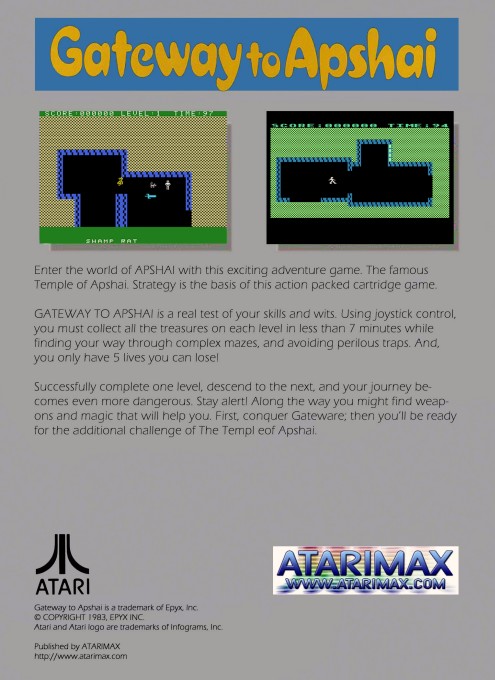 Gateway to Apshai
SCORE:000000 LEVEL:1 TIME:97
SCORE:000000 TIME:94
SWAMP RAT
Enter the world of APSHAI with this exciting adventure game. The famous
Temple of Apshai. Strategy is the basis of this action packed cartridge game.
GATEWAY TO APSHAI is a real test of your skills and wits. Using joystick control,
you must collect all the treasures on each level in less than 7 minutes while
finding your way through complex mazes, and avoiding perilous traps. And,
you only have 5 lives you can lose!
Successfully complete one level, descend to the next, and your journey be-
comes even more dangerous. Stay alert! Along the way you might find weap-
ons and magic that will help you. First, conquer Gateware; then you'll be ready
for the additional challenge of The Templ eof Apshai.
ATARI
ATARIMAX
WWW.ATARIMAX.COM
Gateway to Apshai is a trademark of Epyx, Inc.
© COPYRIGHT 1983, EPYX INC.
Atari and Atari logo are trademarks of Infograms, Inc.
Published by ATARIMAX
http://www.atarimax.com